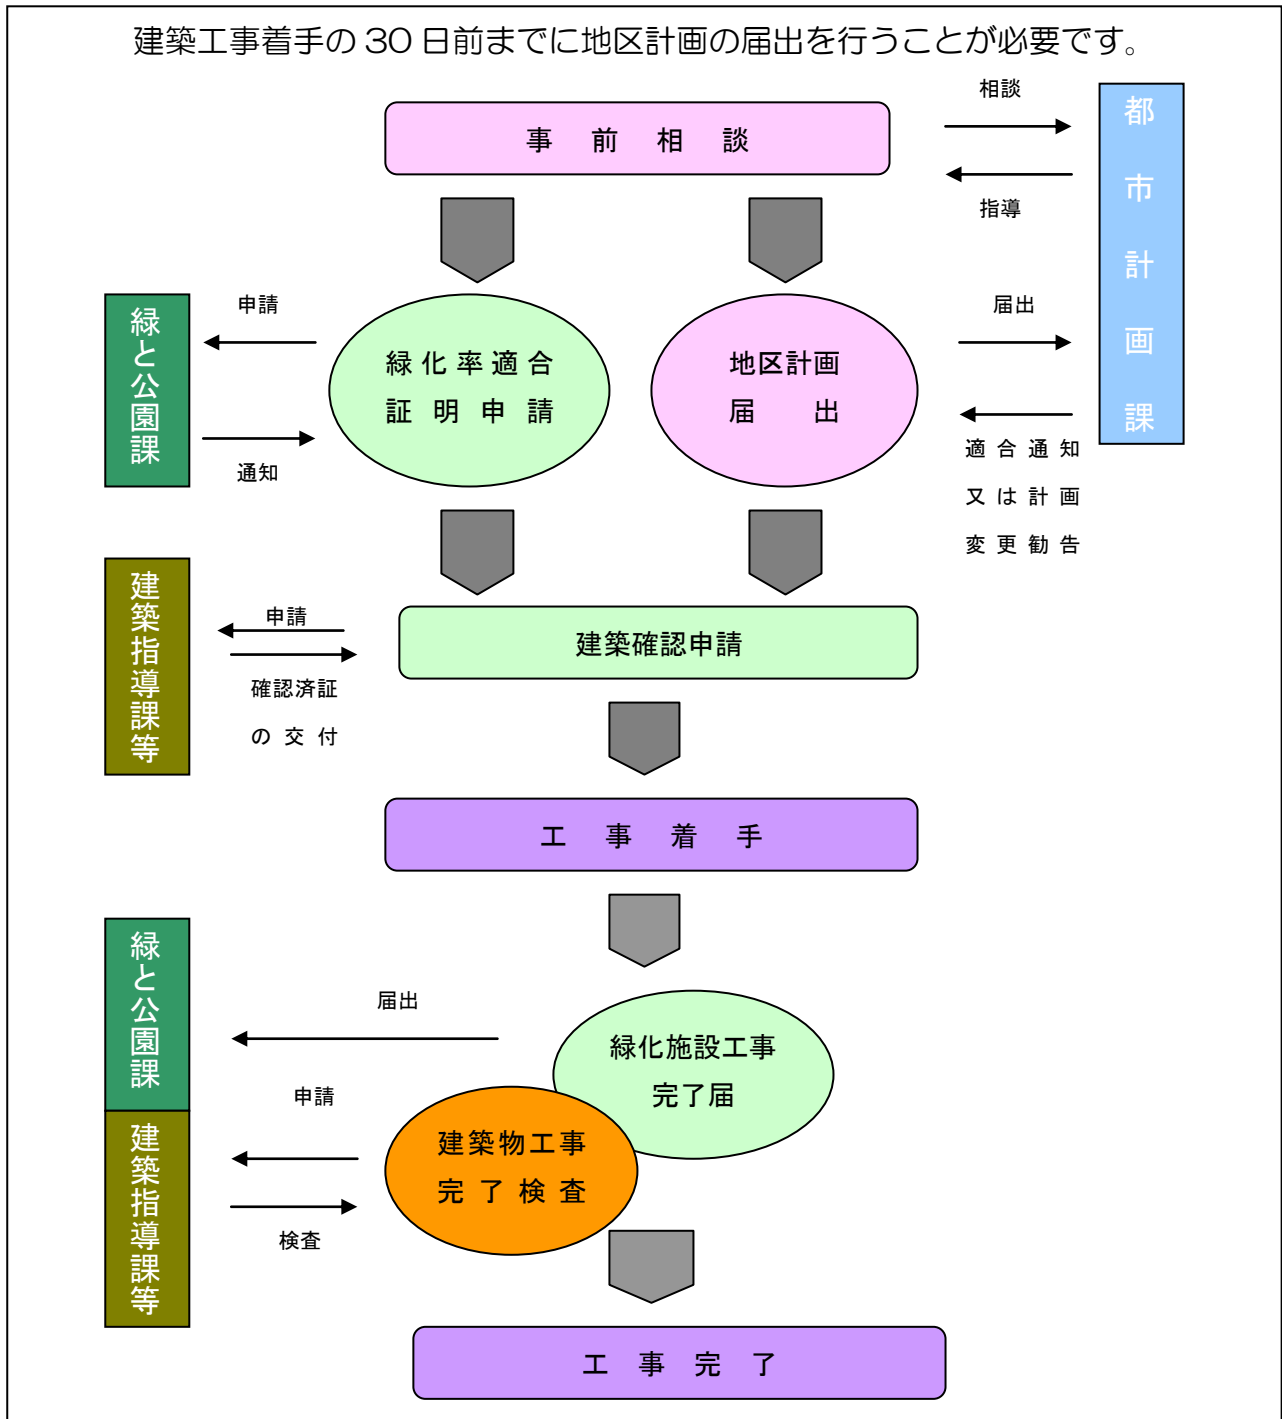 建築工事着手の30日前までに地区計画の届出を行うことが必要です。
相談
事前相談
都市計画課
指導
申請
緑と公園課
緑化率適合
証明申請
通知
地区計画
届出
届出
適合通知
又は計画
変更勧告
建築指導課等
申請
確認済証
の交付
建築確認申請
工事着手
緑と公園課
届出
緑化施設工事
完了届
建築指導課等
申請
検査
建築物工事
完了検査
工事完了